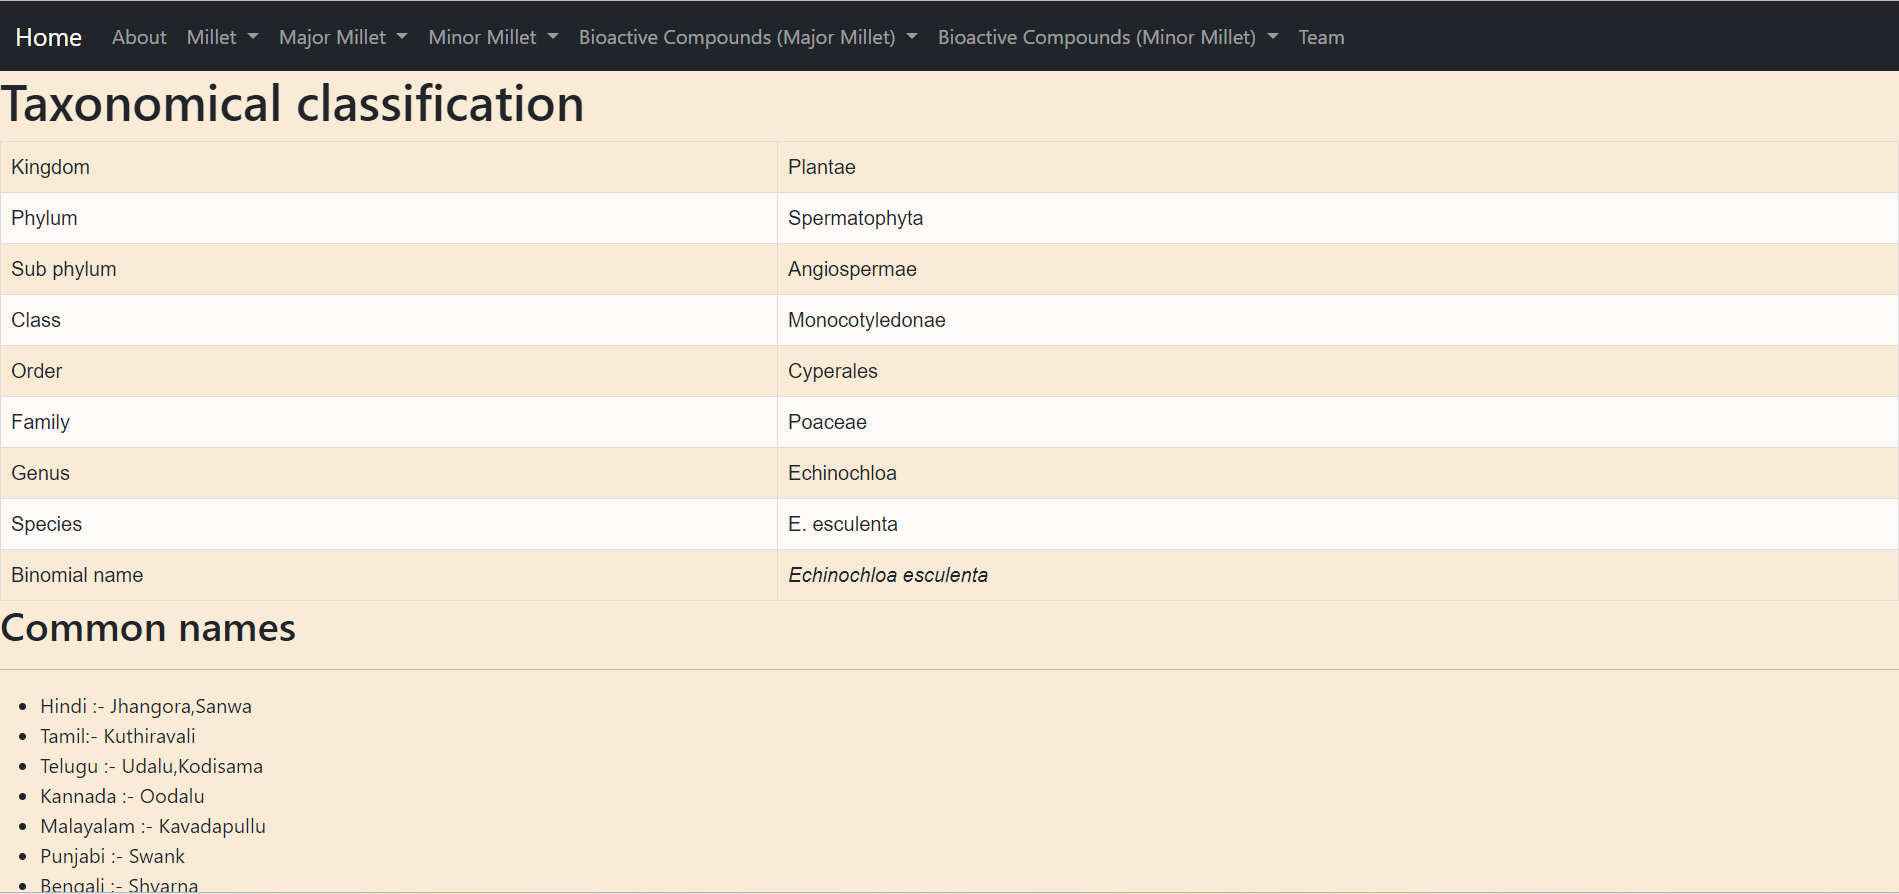 Home About Millet Major Millet Minor Millet Bioactive Compounds (Major Millet) Bioactive Compounds (Minor Millet) Team
Taxonomical classification
Kingdom Plantae
Phylum Spermatophyta
Sub phylum Angiospermae
Class Monocotyledonae
Order Cyperales
Family Poaceae
Genus Echinochloa
Species E. esculenta
Binomial name Echinochloa esculenta
Common names
• Hindi :- Jhangora,Sanwa
• Tamil:- Kuthiravali
• Telugu :- Udalu,Kodisama
• Kannada :- Oodalu
• Malayalam :- Kavadapullu
• Punjabi :- Swank
• Bengali :- Shyarna